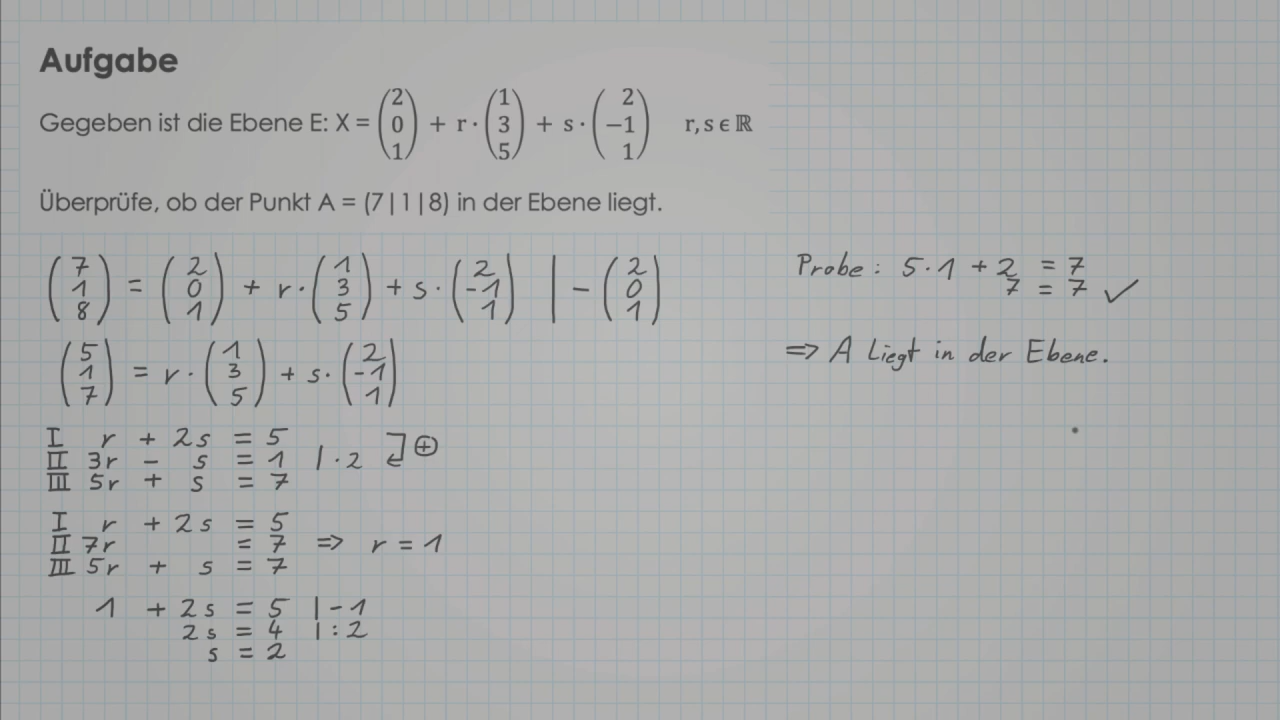 Aufgabe
Gegeben ist die Ebene E: X = (2 0 1) + r · (1 3 5) + s · (2 −1 1) r, s ϵ ℝ
Überprüfe, ob der Punkt A = (7|1|8) in der Ebene liegt.
(7 1 8) = (2 0 1) + r · (1 3 5) + s · (2 -1 1) | - (2 0 1)
(5 1 7) = r · (1 3 5) + s · (2 -1 1)
I r + 2s = 5
II 3r - s = 1 | · 2 ⊕
III 5r + s = 7
I r + 2s = 5
II 7r = 7 => r = 1
III 5r + s = 7
1 + 2s = 5 | - 1
2s = 4 | : 2
s = 2
Probe: 5 · 1 + 2 = 7
7 = 7 ✓
=> A liegt in der Ebene.